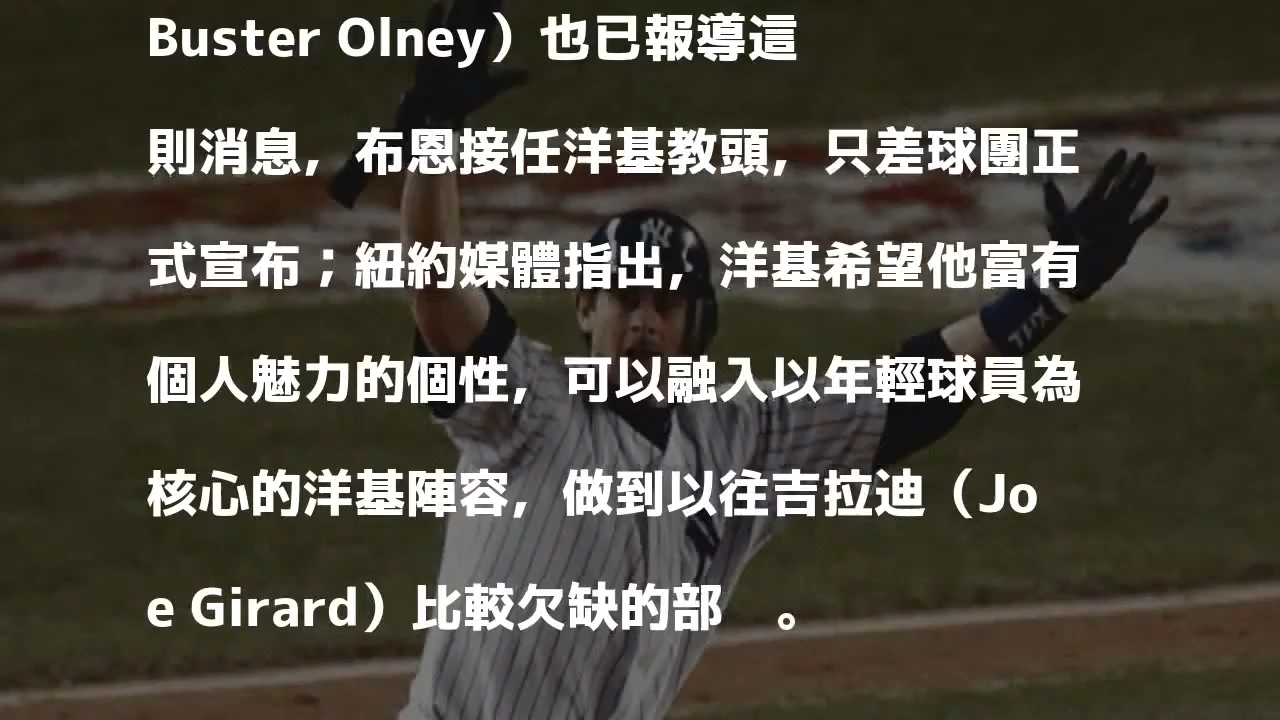 Buster Olney）也已報導這
則消息，布恩接任洋基教頭，只差球團正
式宣布；紐約媒體指出，洋基希望他富有
個人魅力的個性，可以融入以年輕球員為
核心的洋基陣容，做到以往吉拉迪（Jo
e Girard）比較欠缺的部　。
NY